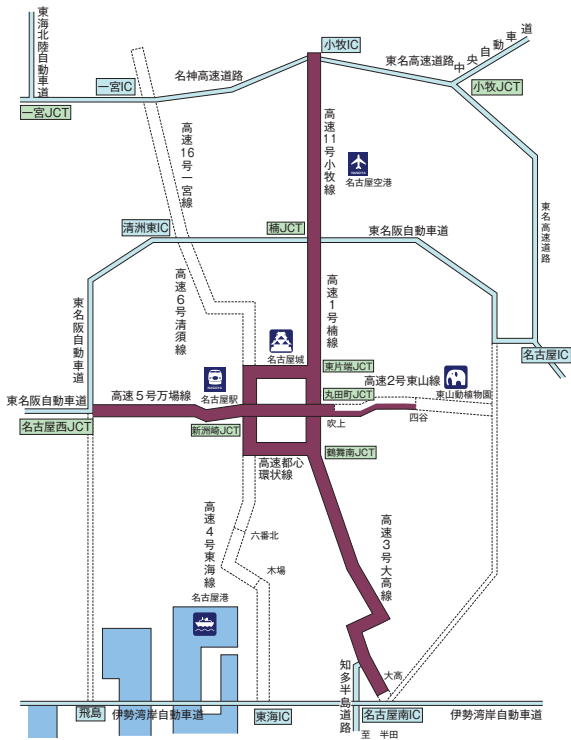 東海北陸自動車道
小牧IC
東名高速道路
中央自動車道
名神高速道路
一宮IC
小牧JCT
一宮JCT
高速16号一宮線
高速11号小牧線
名古屋空港
東名高速道路
清洲東IC
楠JCT
東名阪自動車道
高速6号清須線
高速1号楠線
東名阪自動車道
名古屋城
名古屋IC
東片端JCT
高速2号東山線
名古屋駅
丸田町JCT
東山動植物園
高速5号万場線
東名阪自動車道
吹上
四谷
名古屋西JCT
新洲崎JCT
鶴舞南JCT
高速都心
環状線
高速4号東海線
高速3号大高線
六番北
木場
名古屋港
知多半島道路
大高
飛島
伊勢湾岸自動車道
東海IC
名古屋南IC
伊勢湾岸自動車道
至 半田